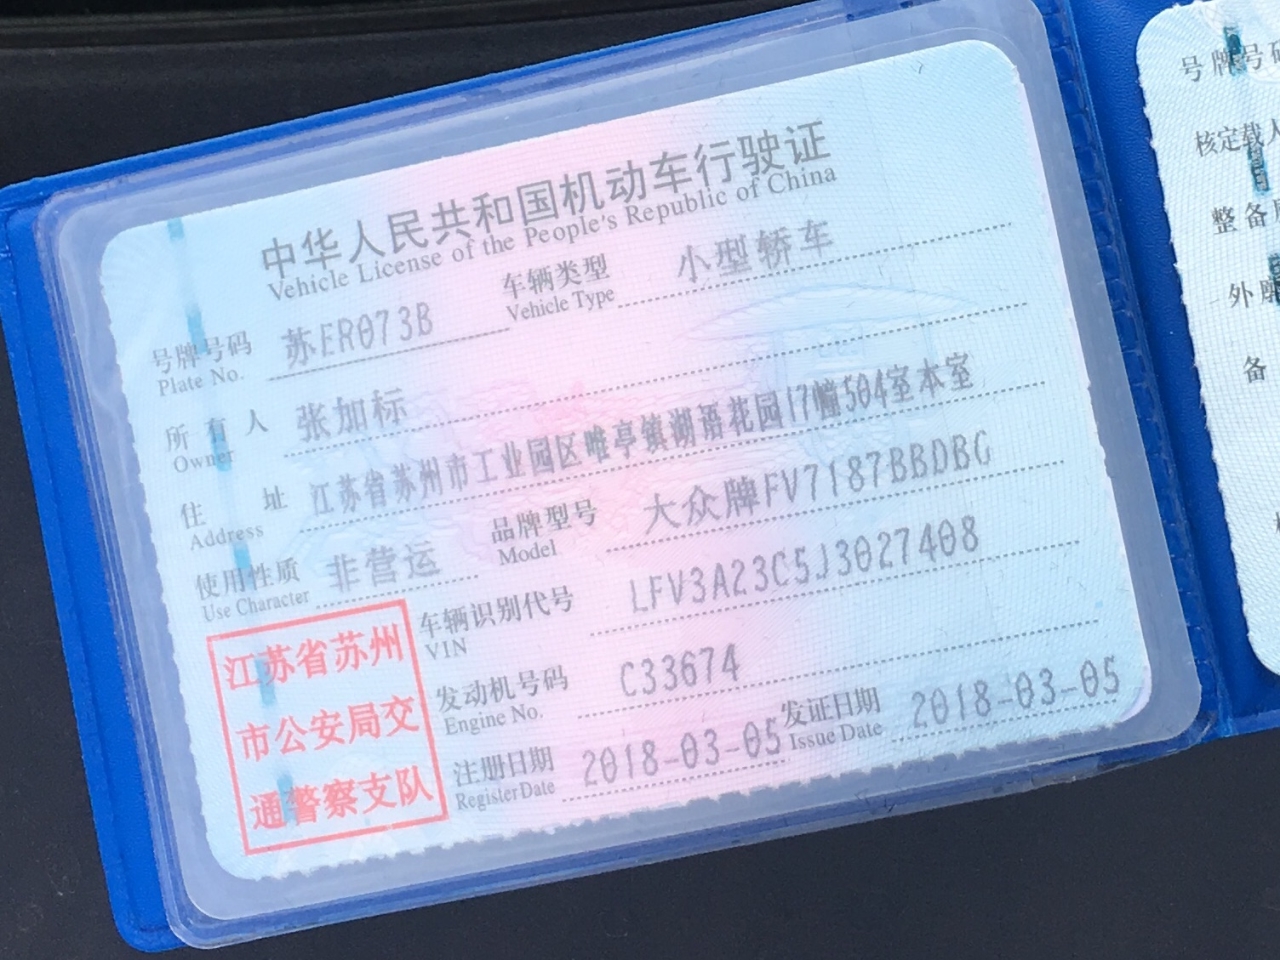 中华人民共和国机动车行驶证
Vehicle License of the People's Republic of China
号牌号码 苏ER073B 车辆类型 小型轿车
Plate No. Vehicle Type
所有人 张加标
Owner
住址 江苏省苏州市工业园区唯亭镇湖语花园17幢504室本室
Address
使用性质 非营运 品牌型号 大众牌FV7187BBDBG
Use Character Model
车辆识别代号 LFV3A23C5J3027408
VIN
发动机号码 C33674
Engine No.
注册日期 2018-03-05 发证日期 2018-03-05
Register Date Issue Date
江苏省苏州
市公安局交
通警察支队
号牌号码
核定载人
整备
外廓
备